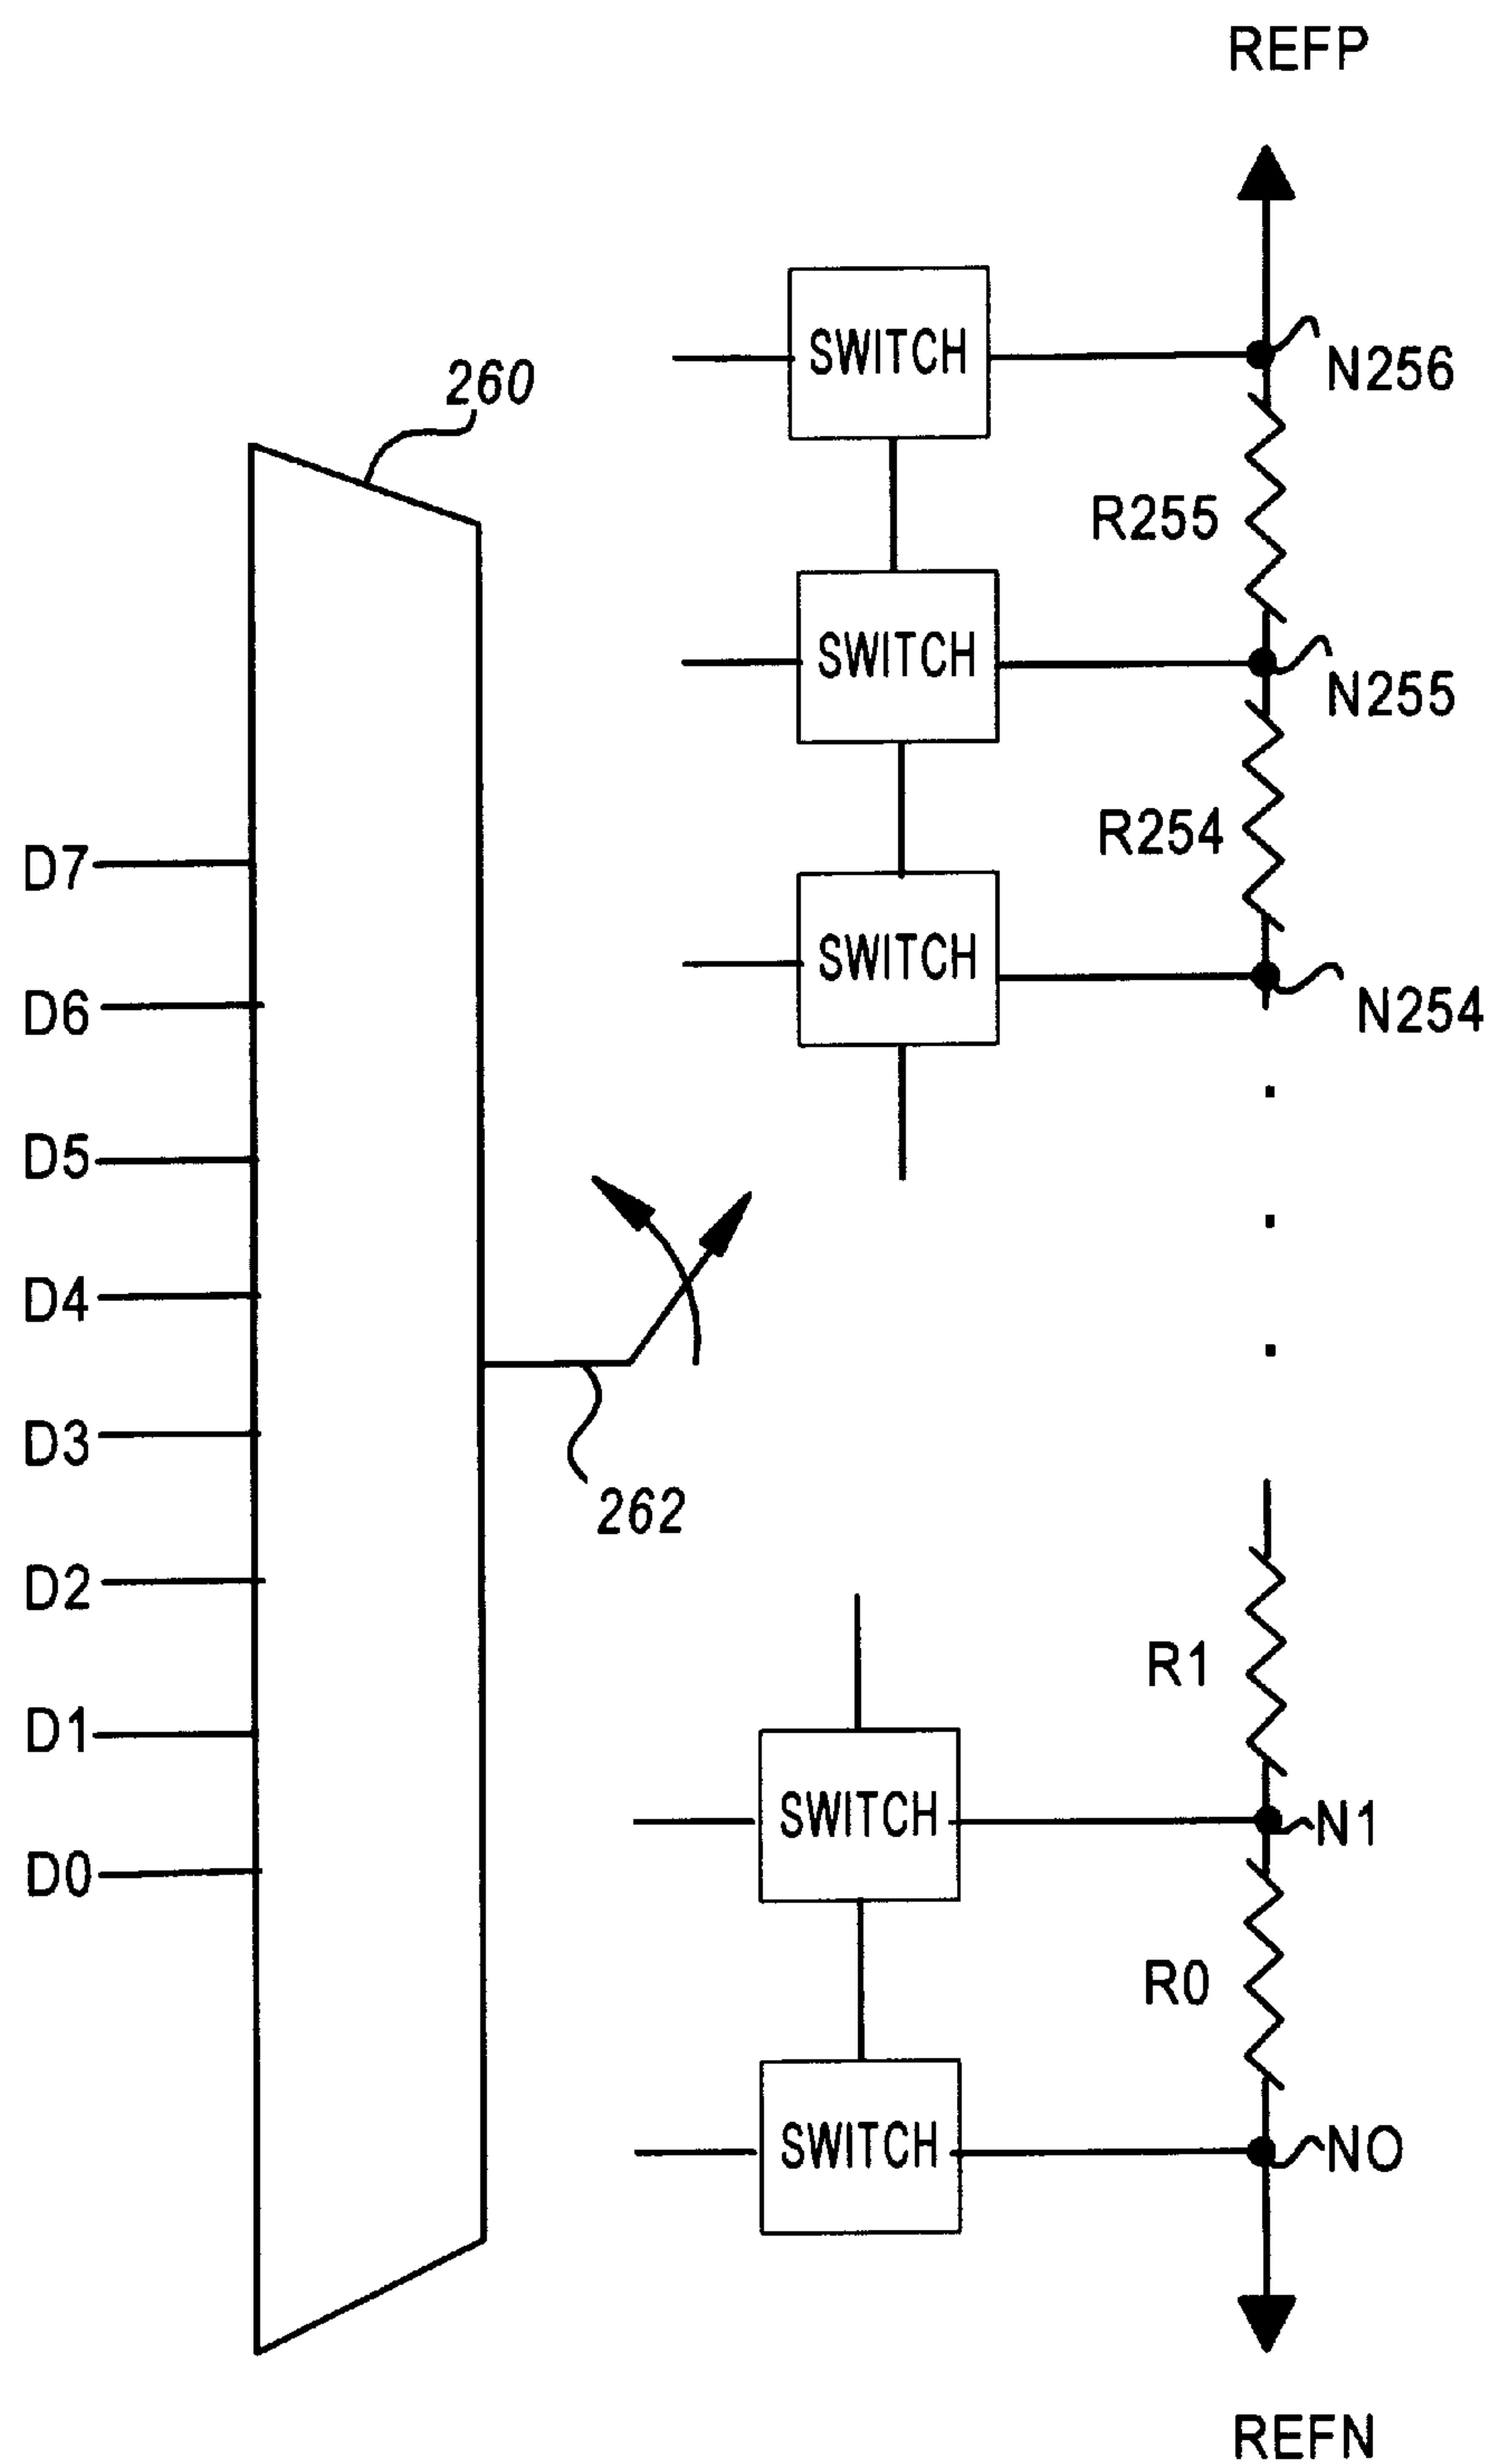 REFP
SWITCH
N256
260
R255
SWITCH
N255
R254
D7
SWITCH
N254
D6
D5
D4
D3
262
D2
R1
D1
SWITCH
N1
D0
R0
SWITCH
NO
REFN